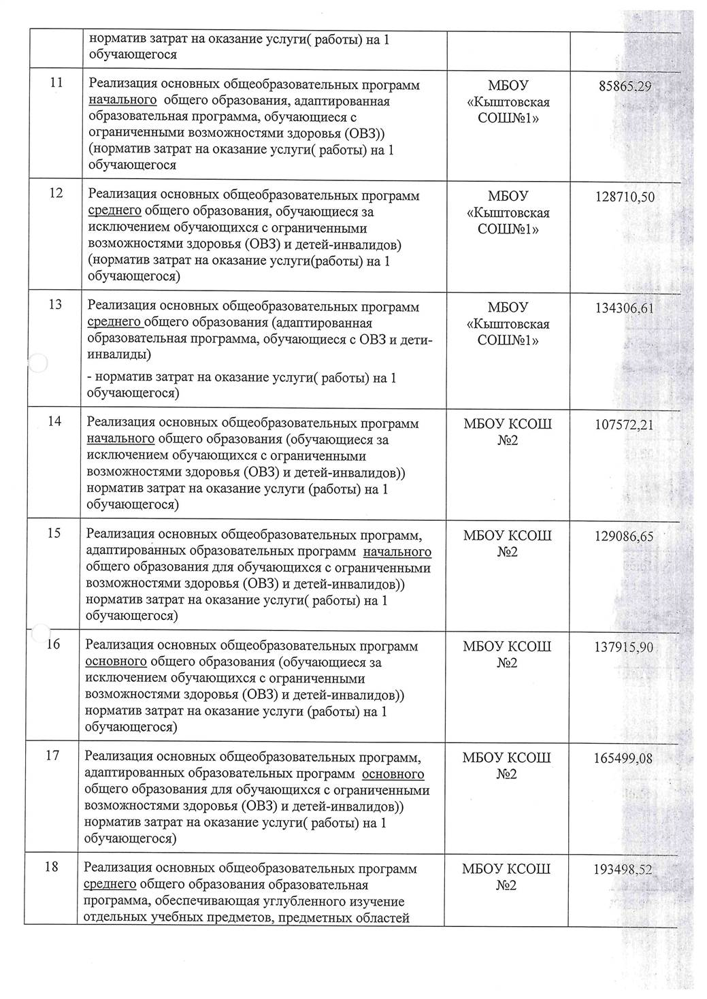 норматив затрат на оказание услуги( работы) на 1
обучающегося
11
Реализация основных общеобразовательных программ
начального  общего образования, адаптированная
образовательная программа, обучающиеся с
ограниченными возможностями здоровья (ОВЗ))
(норматив затрат на оказание услуги( работы) на 1
обучающегося
МБОУ
«Кыштовская
СОШ№1»
85865,29
12
Реализация основных общеобразовательных программ
среднего общего образования, обучающиеся за
исключением обучающихся с ограниченными
возможностями здоровья (ОВЗ) и детей-инвалидов)
(норматив затрат на оказание услуги(работы) на 1
обучающегося)
МБОУ
«Кыштовская
СОШ№1»
128710,50
13
Реализация основных общеобразовательных программ
среднего общего образования (адаптированная
образовательная программа, обучающиеся с ОВЗ и дети-
инвалиды)
- норматив затрат на оказание услуги( работы) на 1
обучающегося)
МБОУ
«Кыштовская
СОШ№1»
134306,61
14
Реализация основных общеобразовательных программ
начального общего образования (обучающиеся за
исключением обучающихся с ограниченными
возможностями здоровья (ОВЗ) и детей-инвалидов))
норматив затрат на оказание услуги (работы) на 1
обучающегося)
МБОУ КСОШ
№2
107572,21
15
Реализация основных общеобразовательных программ,
адаптированных образовательных программ  начального
общего образования для обучающихся с ограниченными
возможностями здоровья (ОВЗ) и детей-инвалидов))
норматив затрат на оказание услуги( работы) на 1
обучающегося)
МБОУ КСОШ
№2
129086,65
16
Реализация основных общеобразовательных программ
основного общего образования (обучающиеся за
исключением обучающихся с ограниченными
возможностями здоровья (ОВЗ) и детей-инвалидов))
норматив затрат на оказание услуги (работы) на 1
обучающегося)
МБОУ КСОШ
№2
137915,90
17
Реализация основных общеобразовательных программ,
адаптированных образовательных программ  основного
общего образования для обучающихся с ограниченными
возможностями здоровья (ОВЗ) и детей-инвалидов))
норматив затрат на оказание услуги( работы) на 1
обучающегося)
МБОУ КСОШ
№2
165499,08
18
Реализация основных общеобразовательных программ
среднего общего образования образовательная
программа, обеспечивающая углубленного изучение
отдельных учебных предметов, предметных областей
МБОУ КСОШ
№2
193498,52